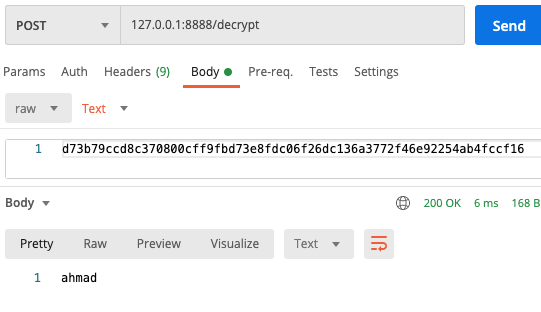 POST 127.0.0.1:8888/decrypt Send
Params Auth Headers (9) Body Pre-req. Tests Settings
raw Text
1 d73b79ccd8c370800cff9fbd73e8fdc06f26dc136a3772f46e92254ab4fccf16
Body 200 OK 6 ms 168 B
Pretty Raw Preview Visualize Text
1 ahmad